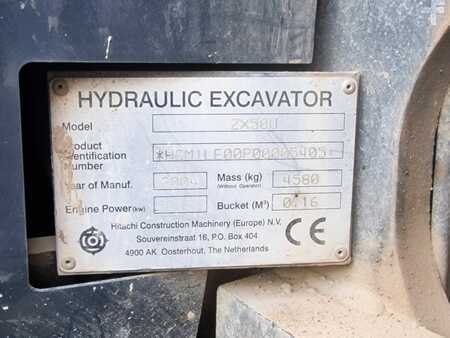 HYDRAULIC EXCAVATOR
Model ZX50U
Product
Identification
Number
Year of Manuf. Mass (kg) 4580
(Without Operator)
Engine Power(kw) Bucket (M³) 0.16
Hitachi Construction Machinery (Europe) N.V.
Souvereinstraat 16, P.O. Box 404
4900 AK. Oosterhout, The Netherlands
CE